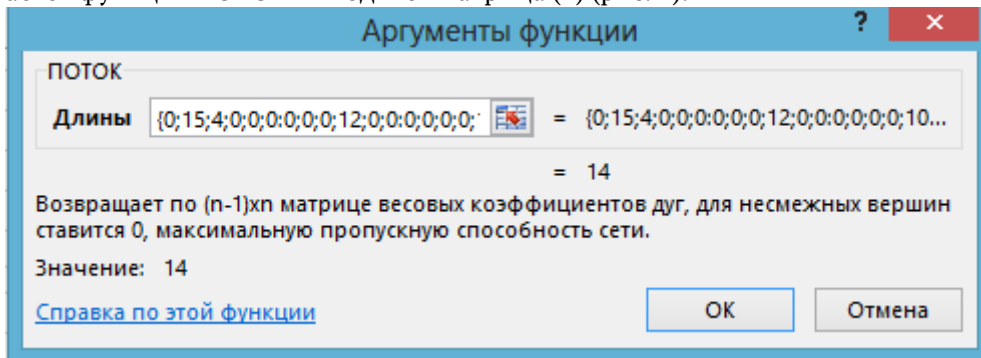 Аргументы функции ? ×
ПОТОК
Длины {0;15;4;0;0;0:0;0;0;12;0;0:0;0;0;0; = {0;15;4;0;0;0:0;0;0;12;0;0:0;0;0;0;10...
= 14
Возвращает по (n-1)xn матрице весовых коэффициентов дуг, для несмежных вершин
ставится 0, максимальную пропускную способность сети.
Значение: 14
Справка по этой функции ОК Отмена